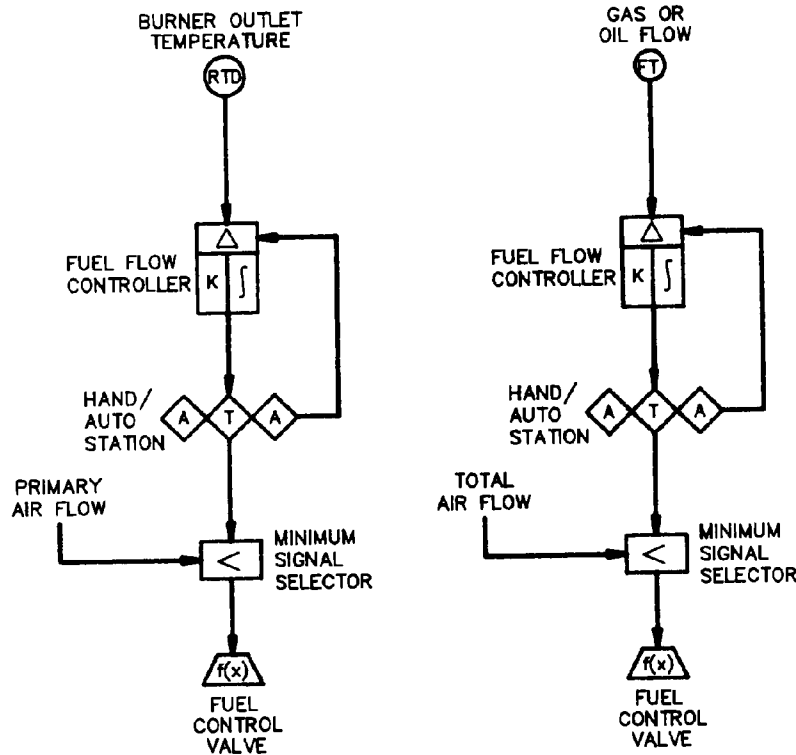 BURNER OUTLET
TEMPERATURE
RTD
Δ
FUEL FLOW
CONTROLLER
K ∫
HAND/
AUTO
STATION
A T A
PRIMARY
AIR FLOW
MINIMUM
SIGNAL
SELECTOR
<
f(x)
FUEL
CONTROL
VALVE
GAS OR
OIL FLOW
FT
Δ
FUEL FLOW
CONTROLLER
K ∫
HAND/
AUTO
STATION
A T A
TOTAL
AIR FLOW
MINIMUM
SIGNAL
SELECTOR
<
f(x)
FUEL
CONTROL
VALVE